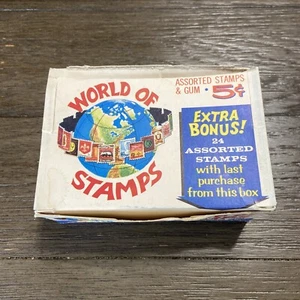 WORLD OF
STAMPS
ASSORTED STAMPS
& GUM • 5¢
EXTRA
BONUS!
24
ASSORTED
STAMPS
with last
purchase
from this box